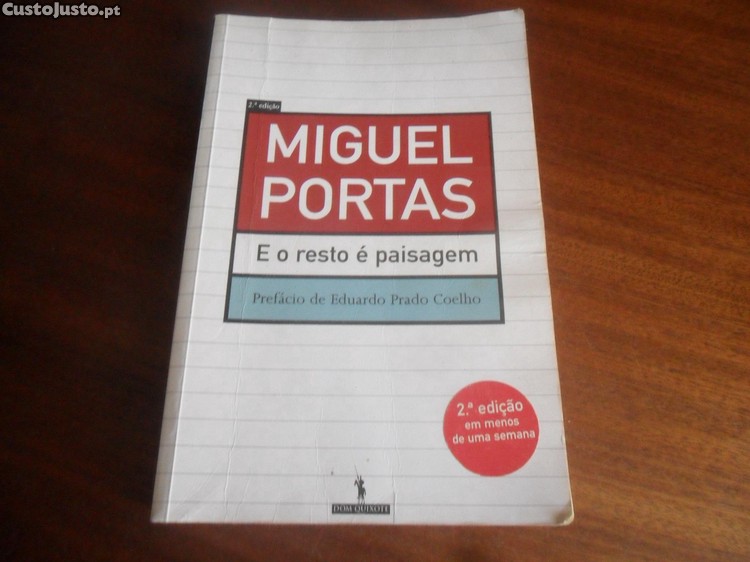 CustoJusto.pt
2.ª edição
MIGUEL
PORTAS
E o resto é paisagem
Prefácio de Eduardo Prado Coelho
2.ª edição
em menos
de uma semana
DOM QUIXOTE